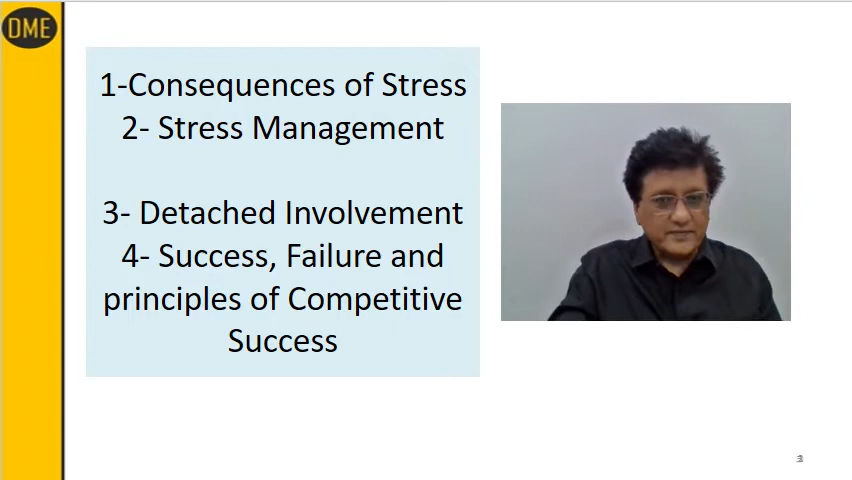 DME
1-Consequences of Stress
2- Stress Management
3- Detached Involvement
4- Success, Failure and
principles of Competitive
Success